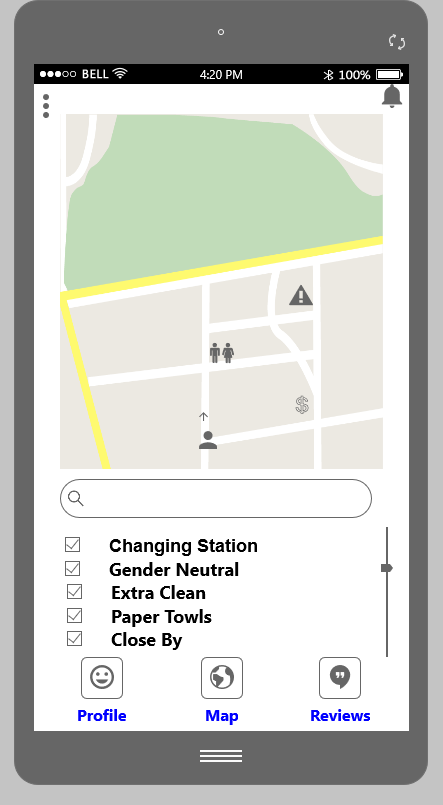 BELL 4:20 PM 100%
$
Changing Station
Gender Neutral
Extra Clean
Paper Towls
Close By
Profile Map Reviews